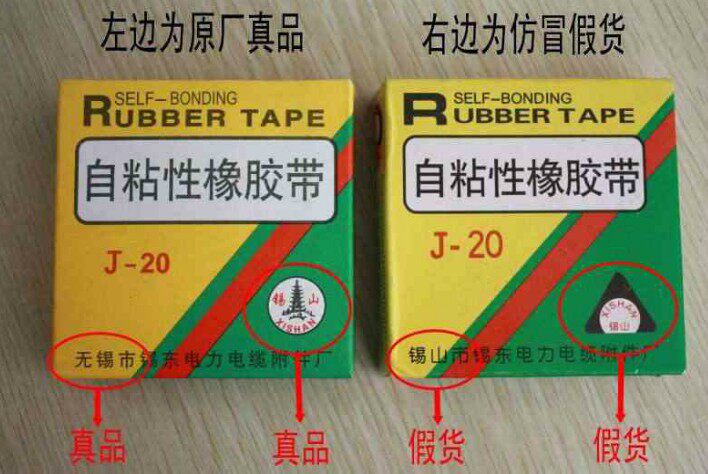 左边为原厂真品
右边为仿冒假货
SELF-BONDING
RUBBER TAPE
自粘性橡胶带
J-20
锡山
XISHAN
无锡市锡东电力电缆附件厂
真品
真品
SELF-BONDING
RUBBER TAPE
自粘性橡胶带
J-20
XISHAN
锡山
锡山市锡东电力电缆附件厂
假货
假货